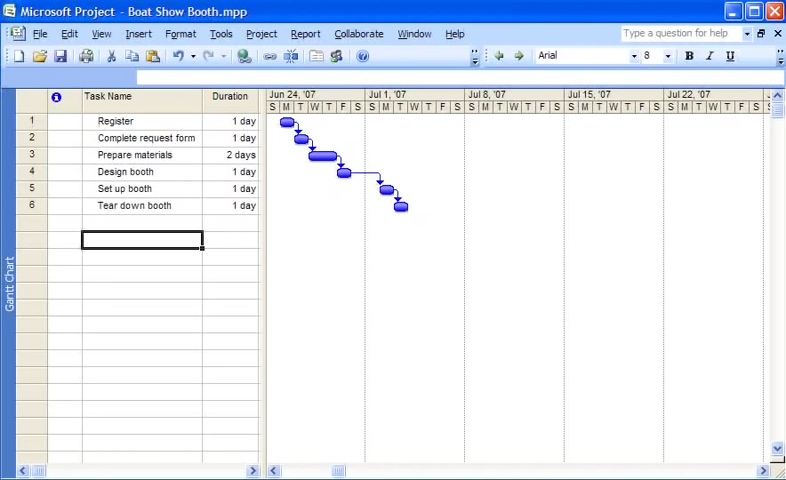 Microsoft Project - Boat Show Booth.mpp
File Edit View Insert Format Tools Project Report Collaborate Window Help Type a question for help
Arial 8 B I U
Task Name Duration Jun 24, '07 Jul 1, '07 Jul 8, '07 Jul 15, '07 Jul 22, '07 J
S M T W T F S S M T W T F S S M T W T F S S M T W T F S S M T W T F S S
1 Register 1 day
2 Complete request form 1 day
3 Prepare materials 2 days
4 Design booth 1 day
5 Set up booth 1 day
6 Tear down booth 1 day
Gantt Chart